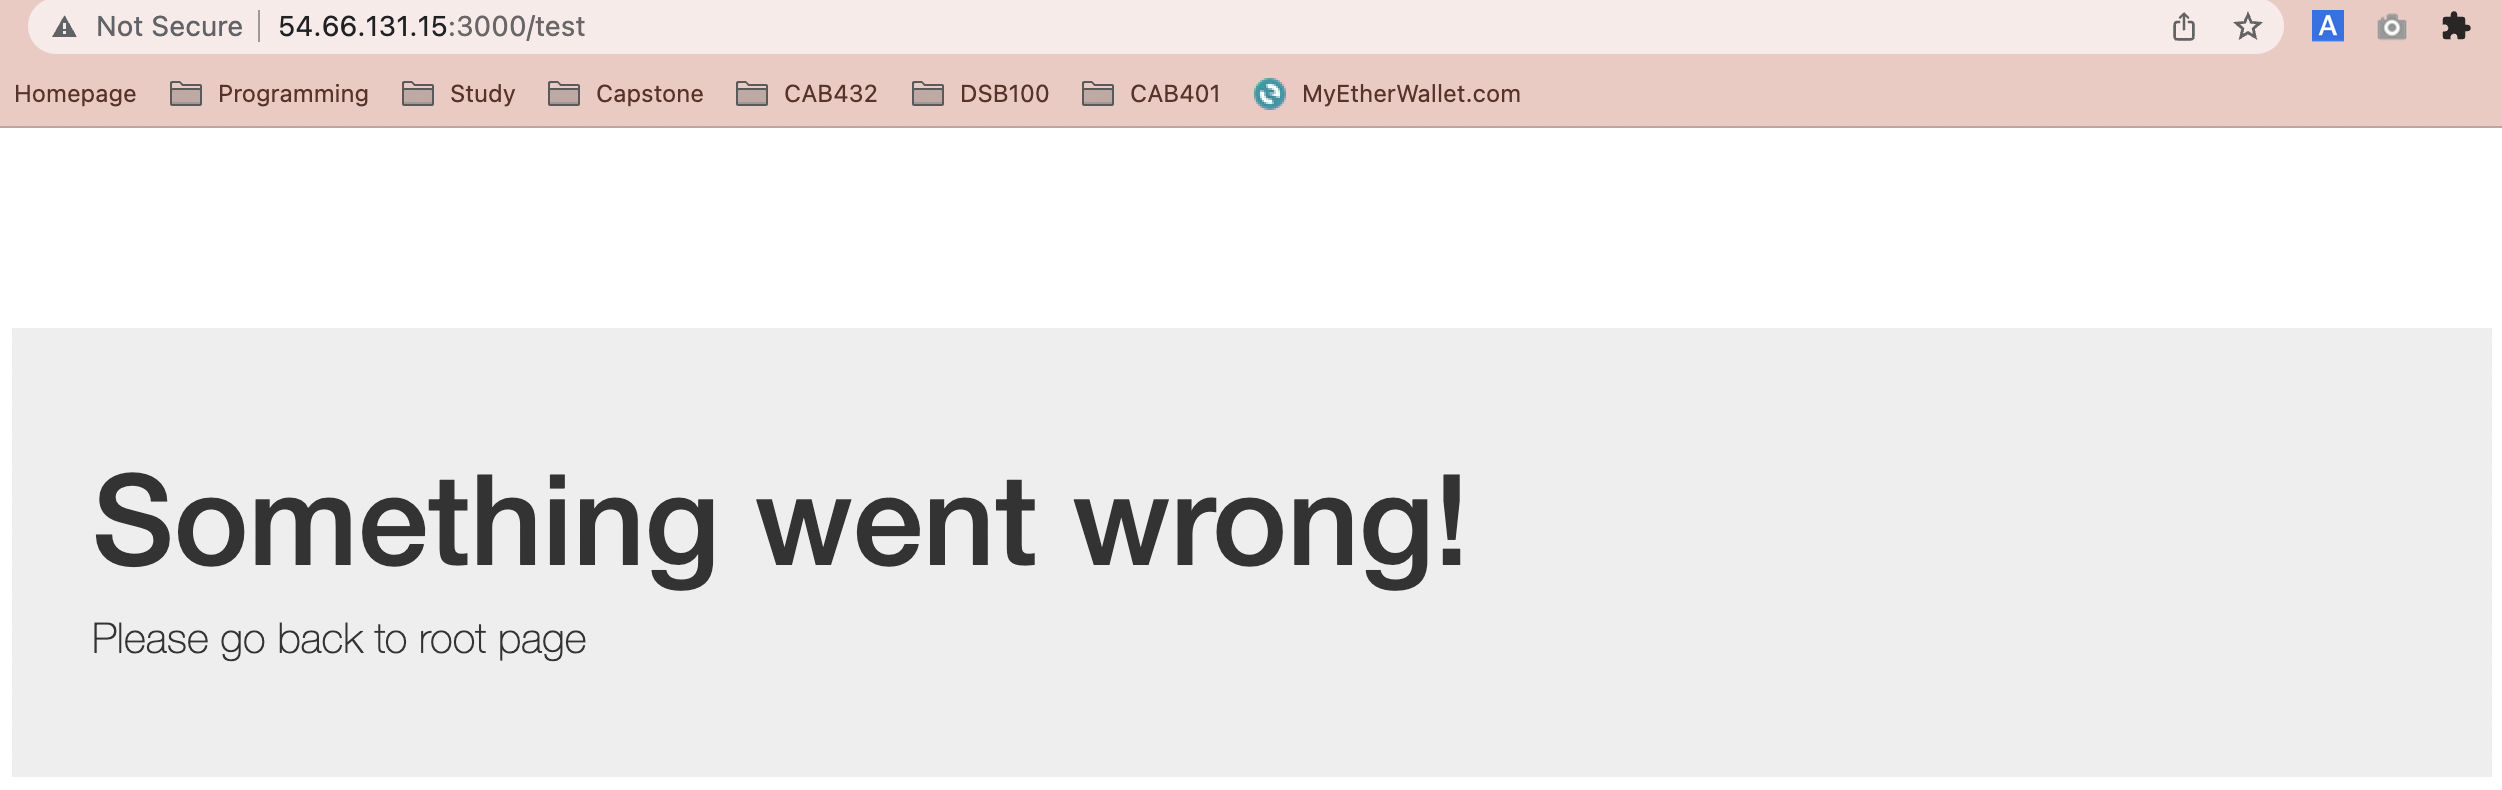 Not Secure 54.66.131.15:3000/test A
Homepage Programming Study Capstone CAB432 DSB100 CAB401 MyEtherWallet.com
Something went wrong!
Please go back to root page